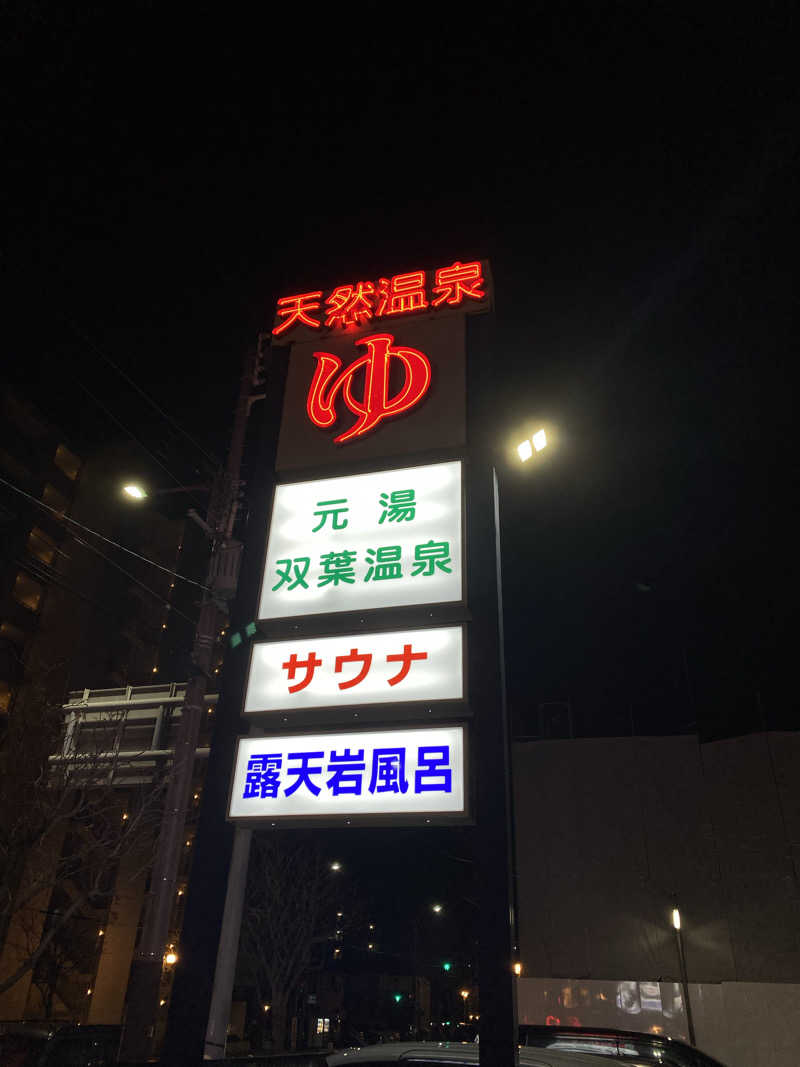 天然温泉
ゆ
元湯
双葉温泉
サウナ
露天岩風呂